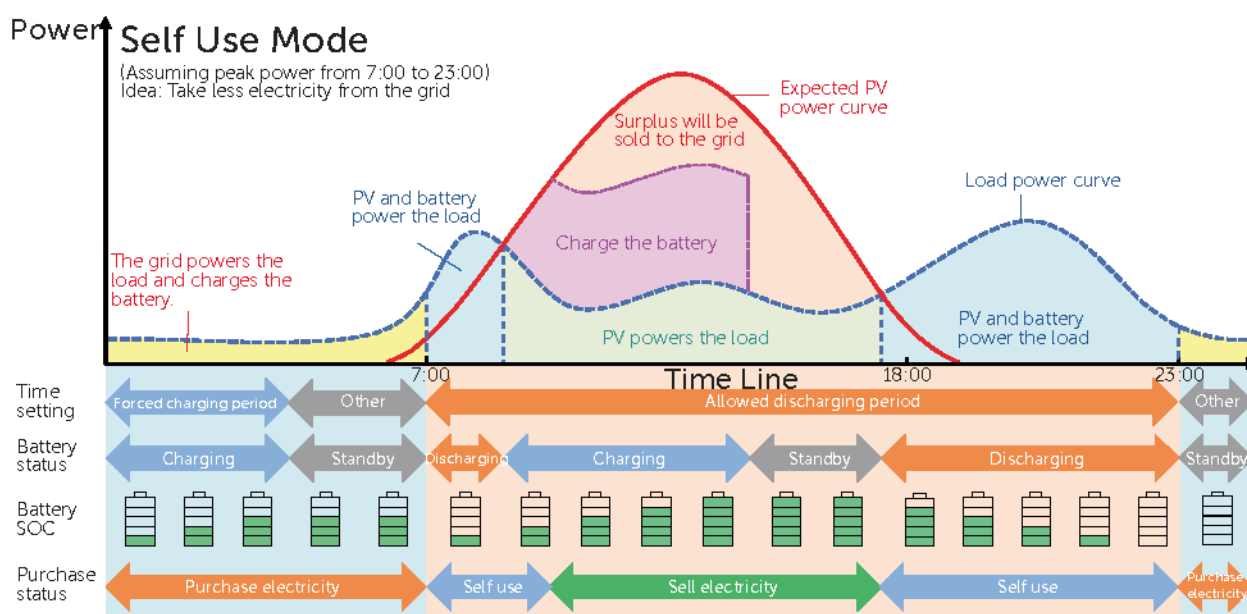 Power
Self Use Mode
(Assuming peak power from 7:00 to 23:00)
Idea: Take less electricity from the grid
Expected PV
power curve
Surplus will be
sold to the grid
PV and battery
power the load
Load power curve
Charge the battery
The grid powers the
load and charges the
battery.
PV powers the load
PV and battery
power the load
7:00
Time Line
18:00
23:00
Time
setting
Forced charging period
Other
Allowed discharging period
Other
Battery
status
Charging
Standby
Discharging
Charging
Standby
Discharging
Standby
Battery
SOC
Purchase
status
Purchase electricity
Self use
Sell electricity
Self use
Purchase
electricity